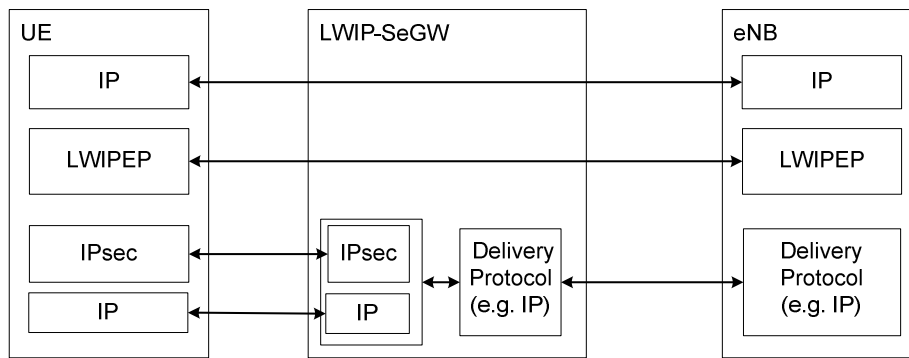 UE
LWIP-SeGW
eNB
IP
IP
LWIPEP
LWIPEP
IPsec
IPsec
Delivery
Protocol
(e.g. IP)
Delivery
Protocol
(e.g. IP)
IP
IP